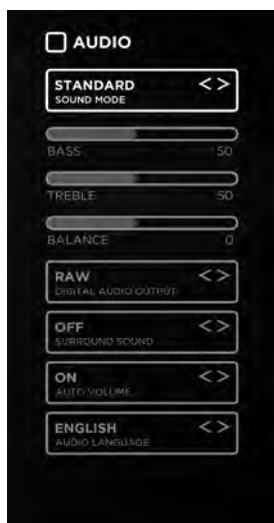 AUDIO
STANDARD < >
SOUND MODE
BASS 50
TREBLE 50
BALANCE 0
RAW < >
DIGITAL AUDIO OUTPUT
OFF < >
SURROUND SOUND
ON < >
AUTO VOLUME
ENGLISH < >
AUDIO LANGUAGE